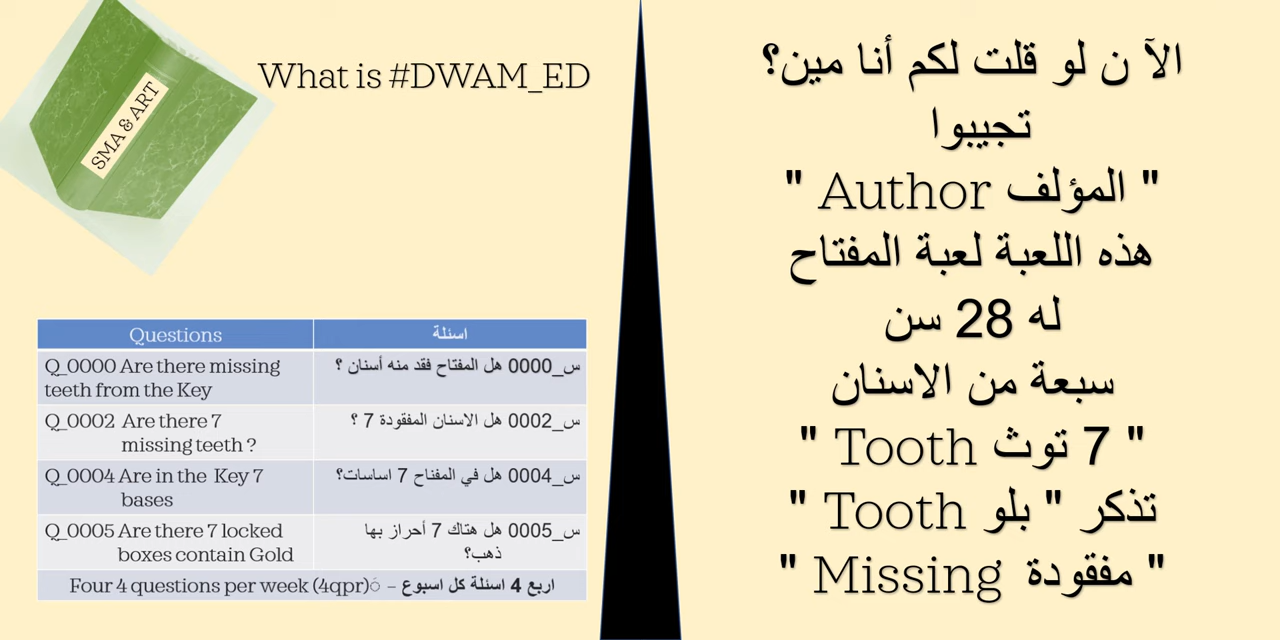 SMA & ART
What is #DWAM_ED
Questions
اسئلة
Q_0000 Are there missing
teeth from the Key
س_0000 هل المفتاح فقد منه أسنان ؟
Q_0002 Are there 7
missing teeth ?
س_0002 هل الاسنان المفقودة 7 ؟
Q_0004 Are in the Key 7
bases
س_0004 هل في المفتاح 7 اساسات؟
Q_0005 Are there 7 locked
boxes contain Gold
س_0005 هل هناك 7 أحراز بها
ذهب؟
Four 4 questions per week (4qpr)َ – اربع 4 اسئلة كل اسبوع
الآ ن لو قلت لكم أنا مين؟
تجيبوا
" المؤلف Author "
هذه اللعبة لعبة المفتاح
له 28 سن
سبعة من الاسنان
" 7 توث Tooth "
تذكر " بلو Tooth "
" مفقودة Missing "